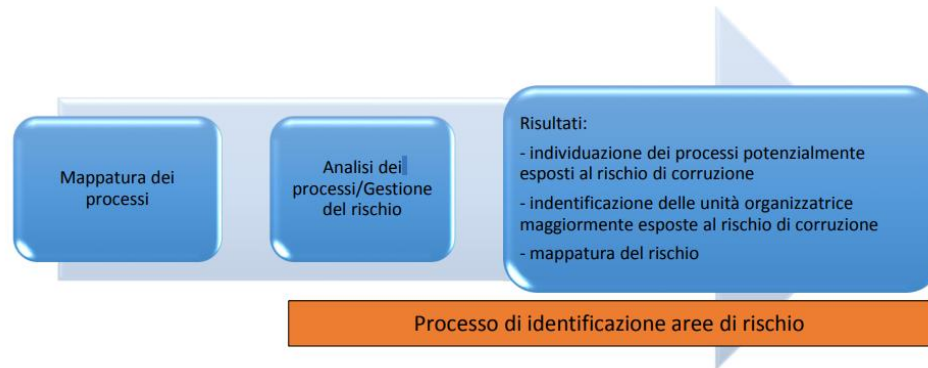 Mappatura dei
processi
Analisi dei
processi/Gestione
del rischio
Risultati:
- individuazione dei processi potenzialmente
esposti al rischio di corruzione
- indentificazione delle unità organizzatrice
maggiormente esposte al rischio di corruzione
- mappatura del rischio
Processo di identificazione aree di rischio